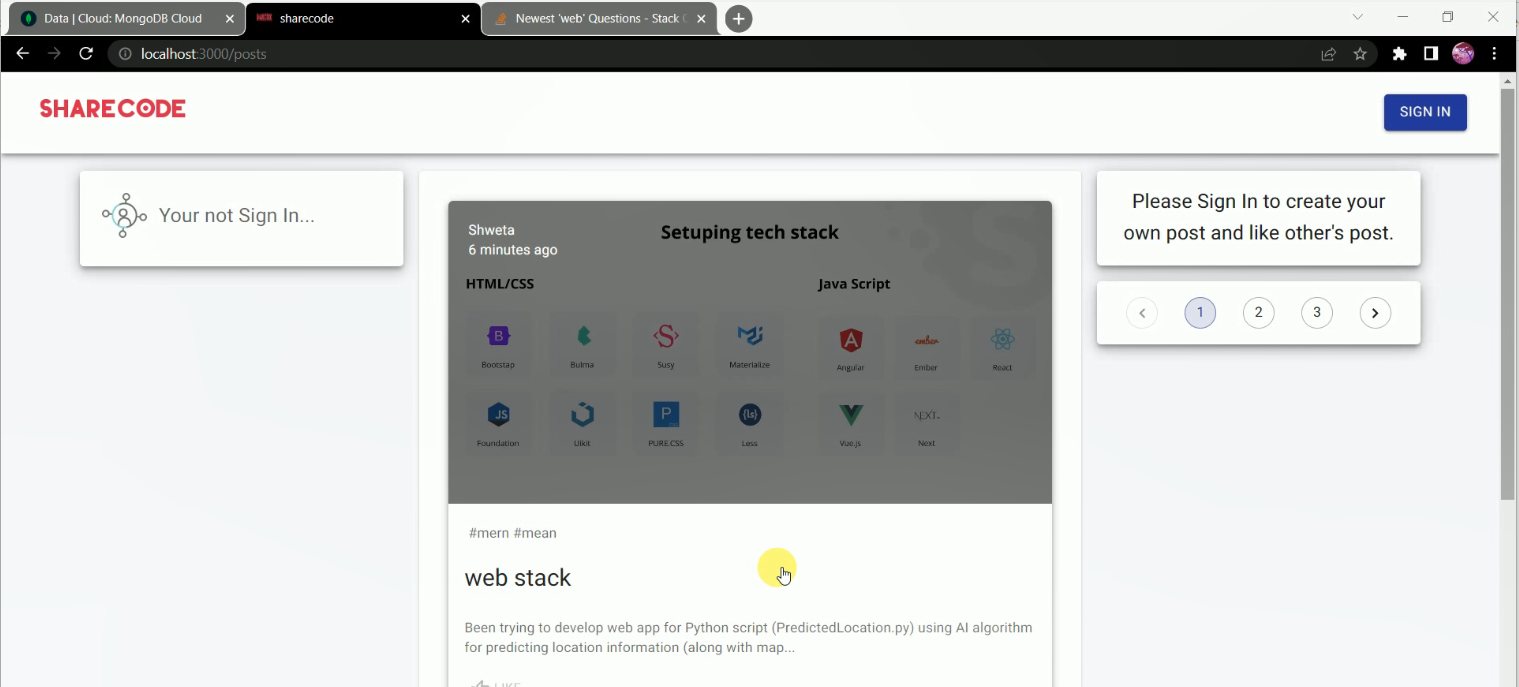 Data | Cloud: MongoDB Cloud
sharecode
Newest 'web' Questions - Stack
localhost:3000/posts
SHARECODE
SIGN IN
Your not Sign In...
Shweta
6 minutes ago
Setuping tech stack
HTML/CSS
Java Script
Bootstap
Bulma
Susy
Materialize
Angular
Ember
React
Foundation
Uikit
PURE.CSS
Less
Vue.js
Next
#mern #mean
web stack
Been trying to develop web app for Python script (PredictedLocation.py) using AI algorithm
for predicting location information (along with map...
LIKE
Please Sign In to create your
own post and like other's post.
1 2 3